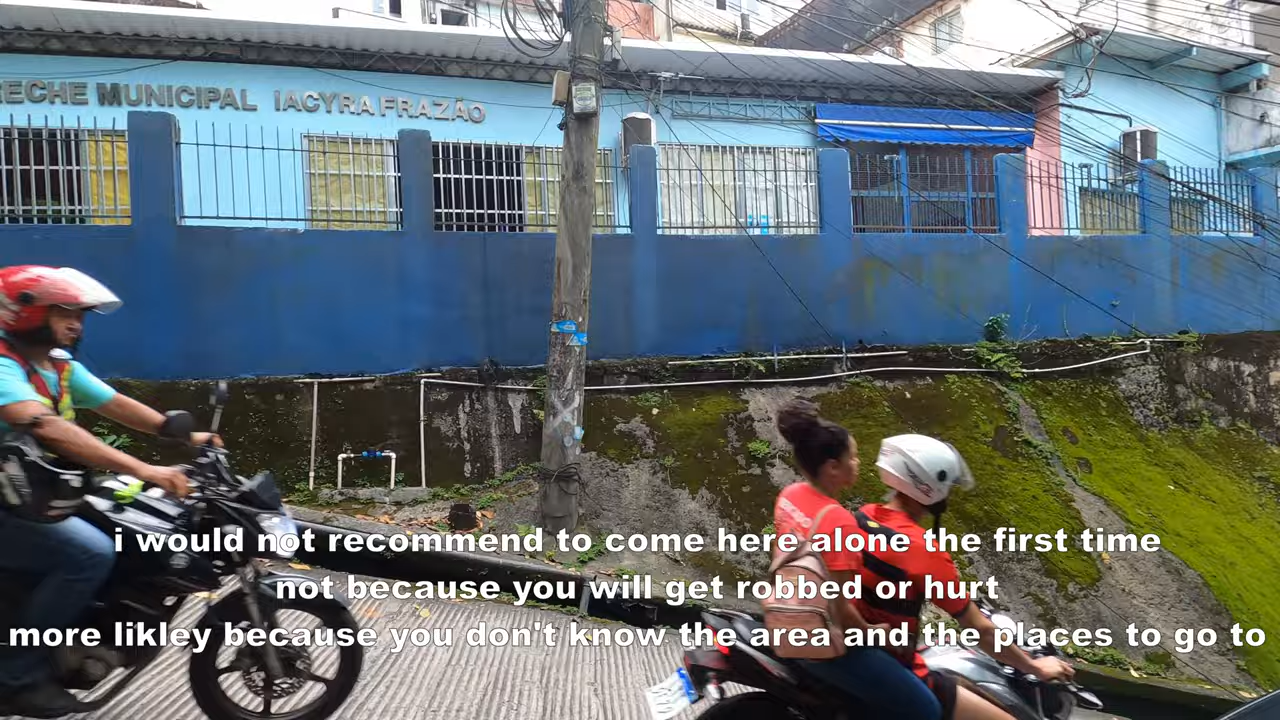 ECHE MUNICIPAL IACYRA FRAZÃO
i would not recommend to come here alone the first time
not because you will get robbed or hurt
more likley because you don't know the area and the places to go to